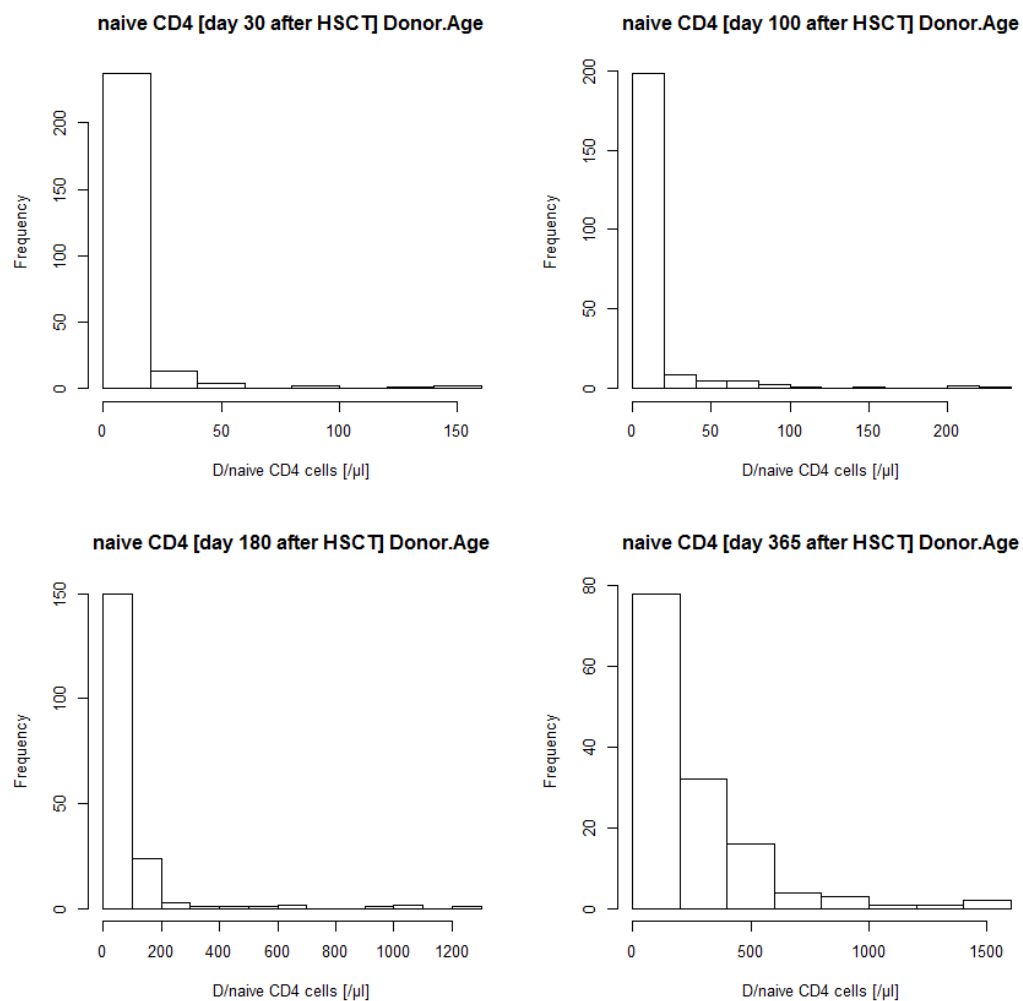 naive CD4 [day 30 after HSCT] Donor.Age
Frequency
200
150
100
50
0
0 50 100 150
D/naive CD4 cells [/µl]
naive CD4 [day 100 after HSCT] Donor.Age
Frequency
200
150
100
50
0
0 50 100 150 200
D/naive CD4 cells [/µl]
naive CD4 [day 180 after HSCT] Donor.Age
Frequency
150
100
50
0
0 200 400 600 800 1000 1200
D/naive CD4 cells [/µl]
naive CD4 [day 365 after HSCT] Donor.Age
Frequency
80
60
40
20
0
0 500 1000 1500
D/naive CD4 cells [/µl]